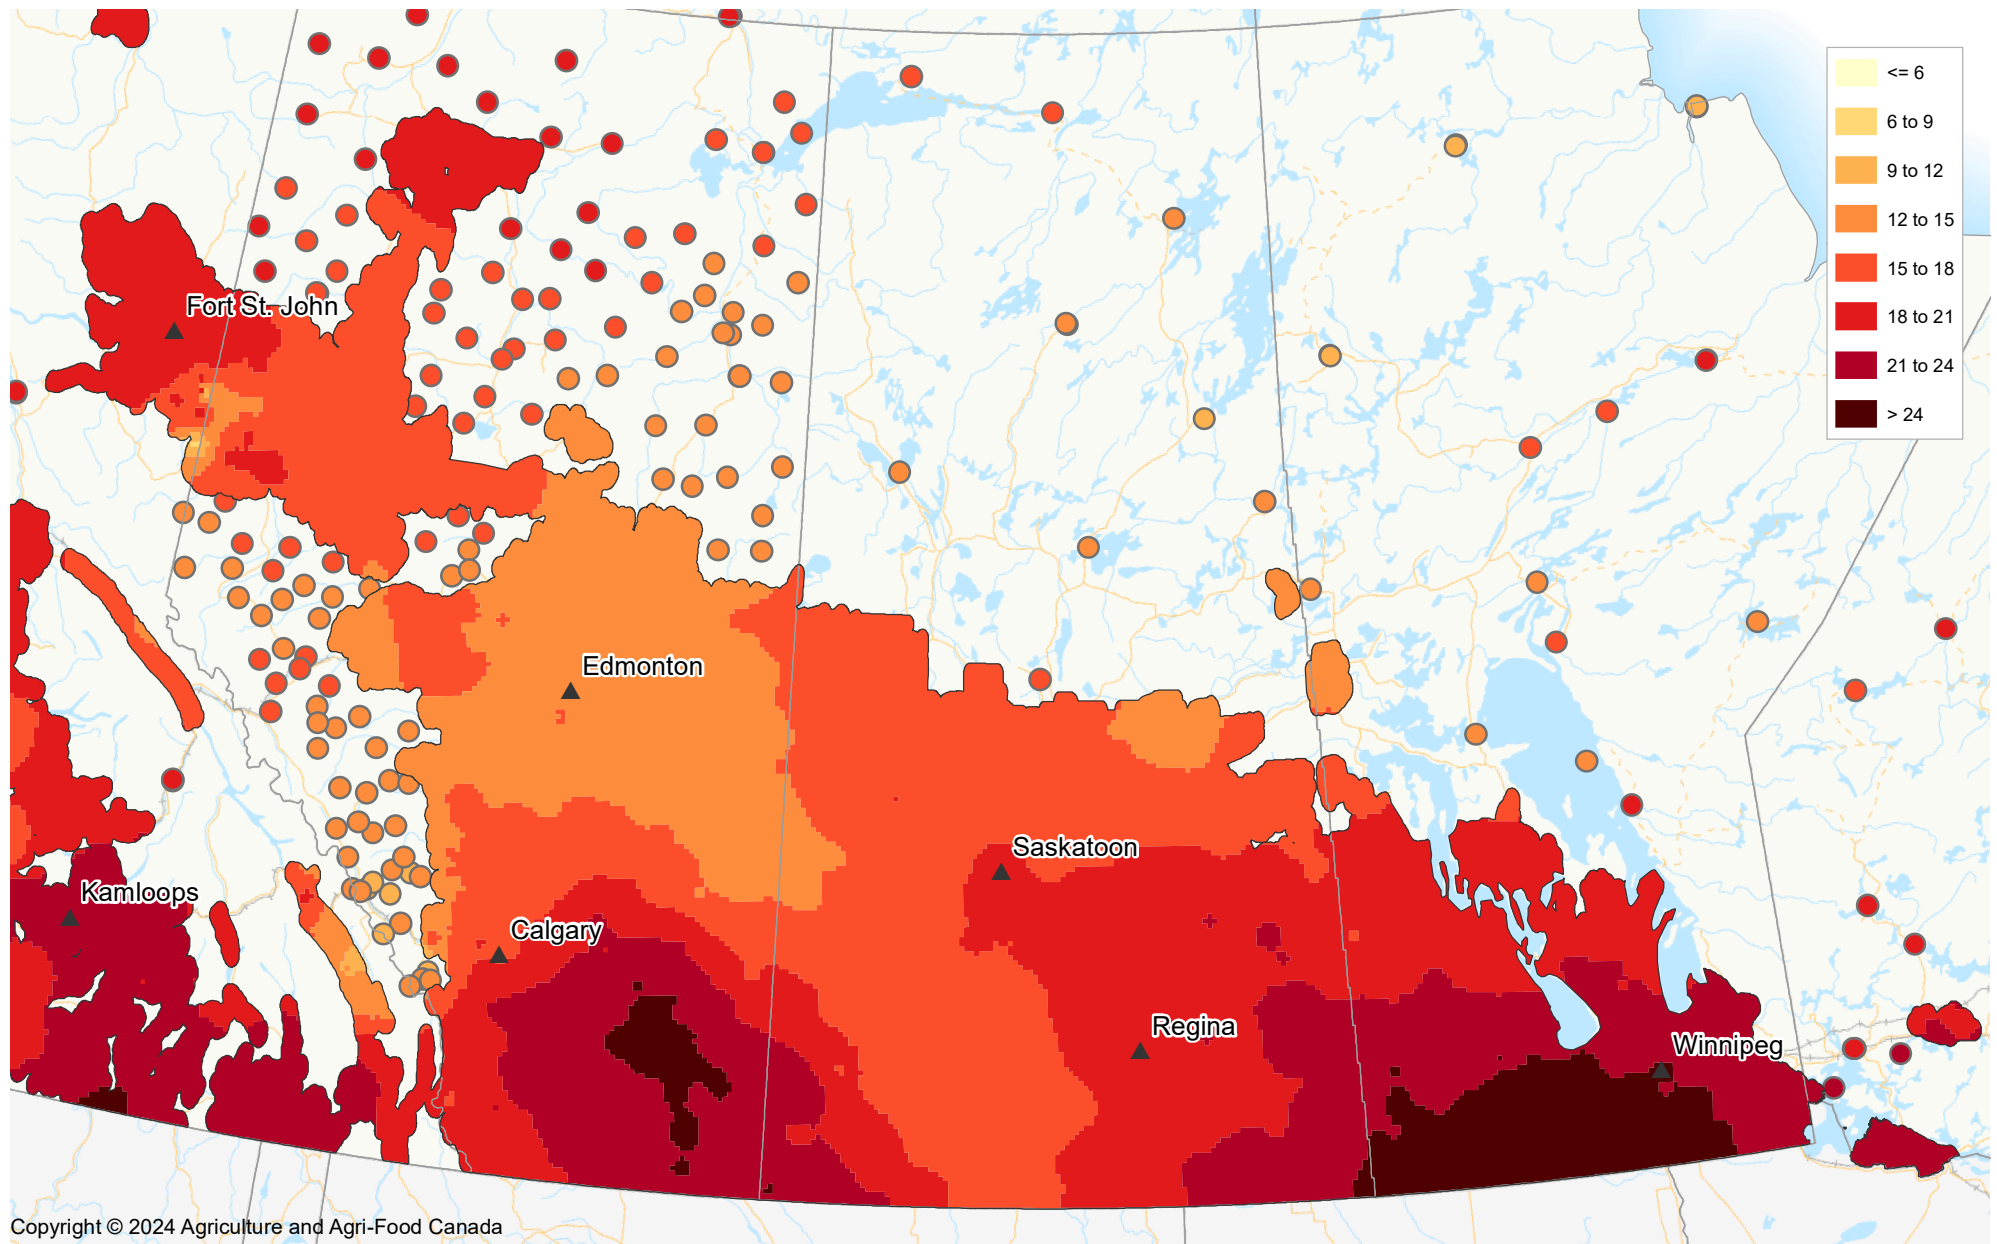 <= 6
6 to 9
9 to 12
12 to 15
15 to 18
18 to 21
21 to 24
> 24
Fort St. John
Edmonton
Saskatoon
Kamloops
Calgary
Regina
Winnipeg
Copyright © 2024 Agriculture and Agri-Food Canada